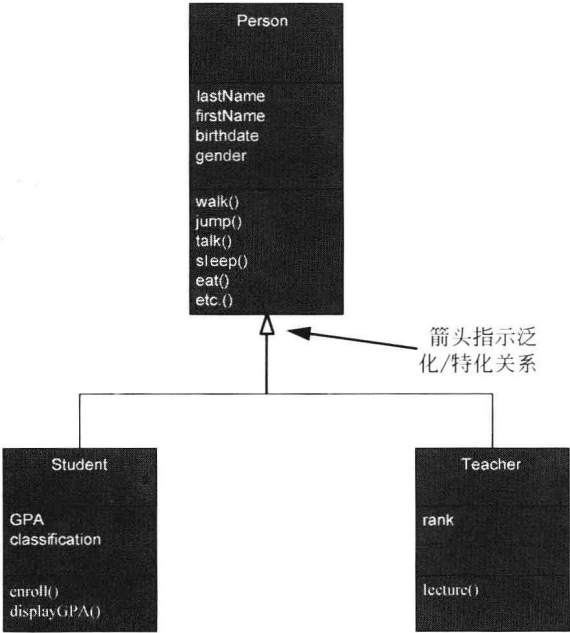 Person
lastName
firstName
birthdate
gender
walk()
jump()
talk()
sleep()
eat()
etc.()
箭头指示泛
化/特化关系
Student
GPA
classification
enroll()
displayGPA()
Teacher
rank
lecture()